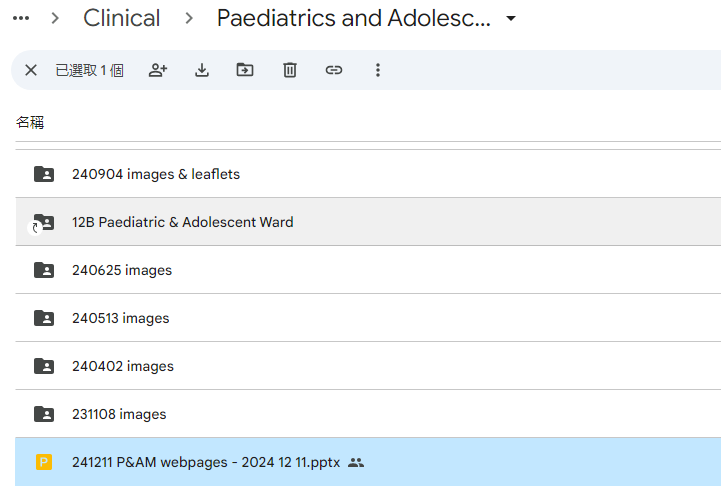 Clinical
Paediatrics and Adolesc...
已選取 1 個
名稱
240904 images & leaflets
12B Paediatric & Adolescent Ward
240625 images
240513 images
240402 images
231108 images
P 241211 P&AM webpages - 2024 12 11.pptx